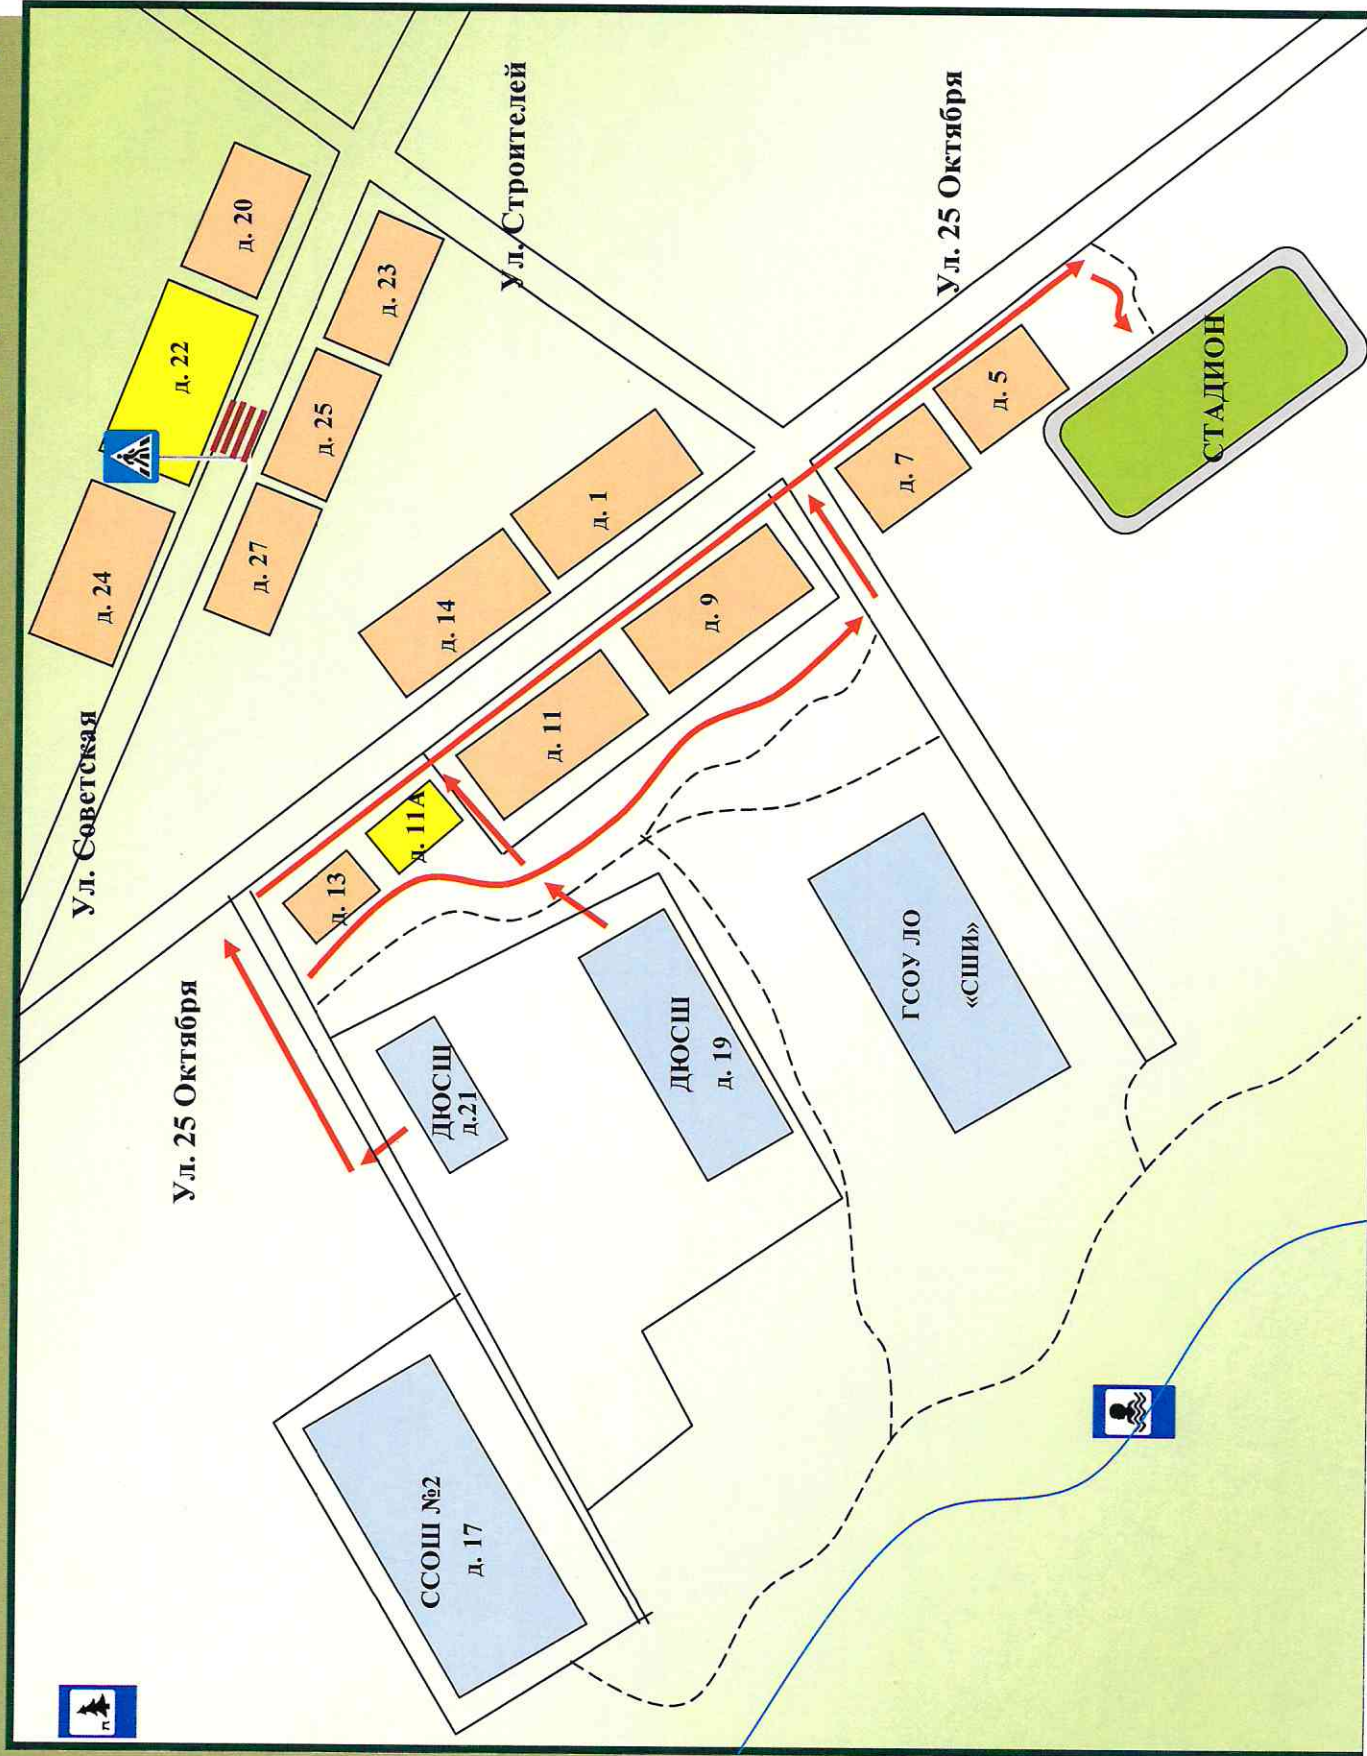 Ул. Советская
Ул. Строителей
Ул. 25 Октября
Ул. 25 Октября
д. 24
д. 22
д. 20
д. 27
д. 25
д. 23
д. 14
д. 1
д. 13
д. 11А
д. 11
д. 9
д. 7
д. 5
СТАДИОН
ДЮСШ
д.21
ДЮСШ
д. 19
ГСОУ ЛО
«СШИ»
ССОШ №2
д. 17
п